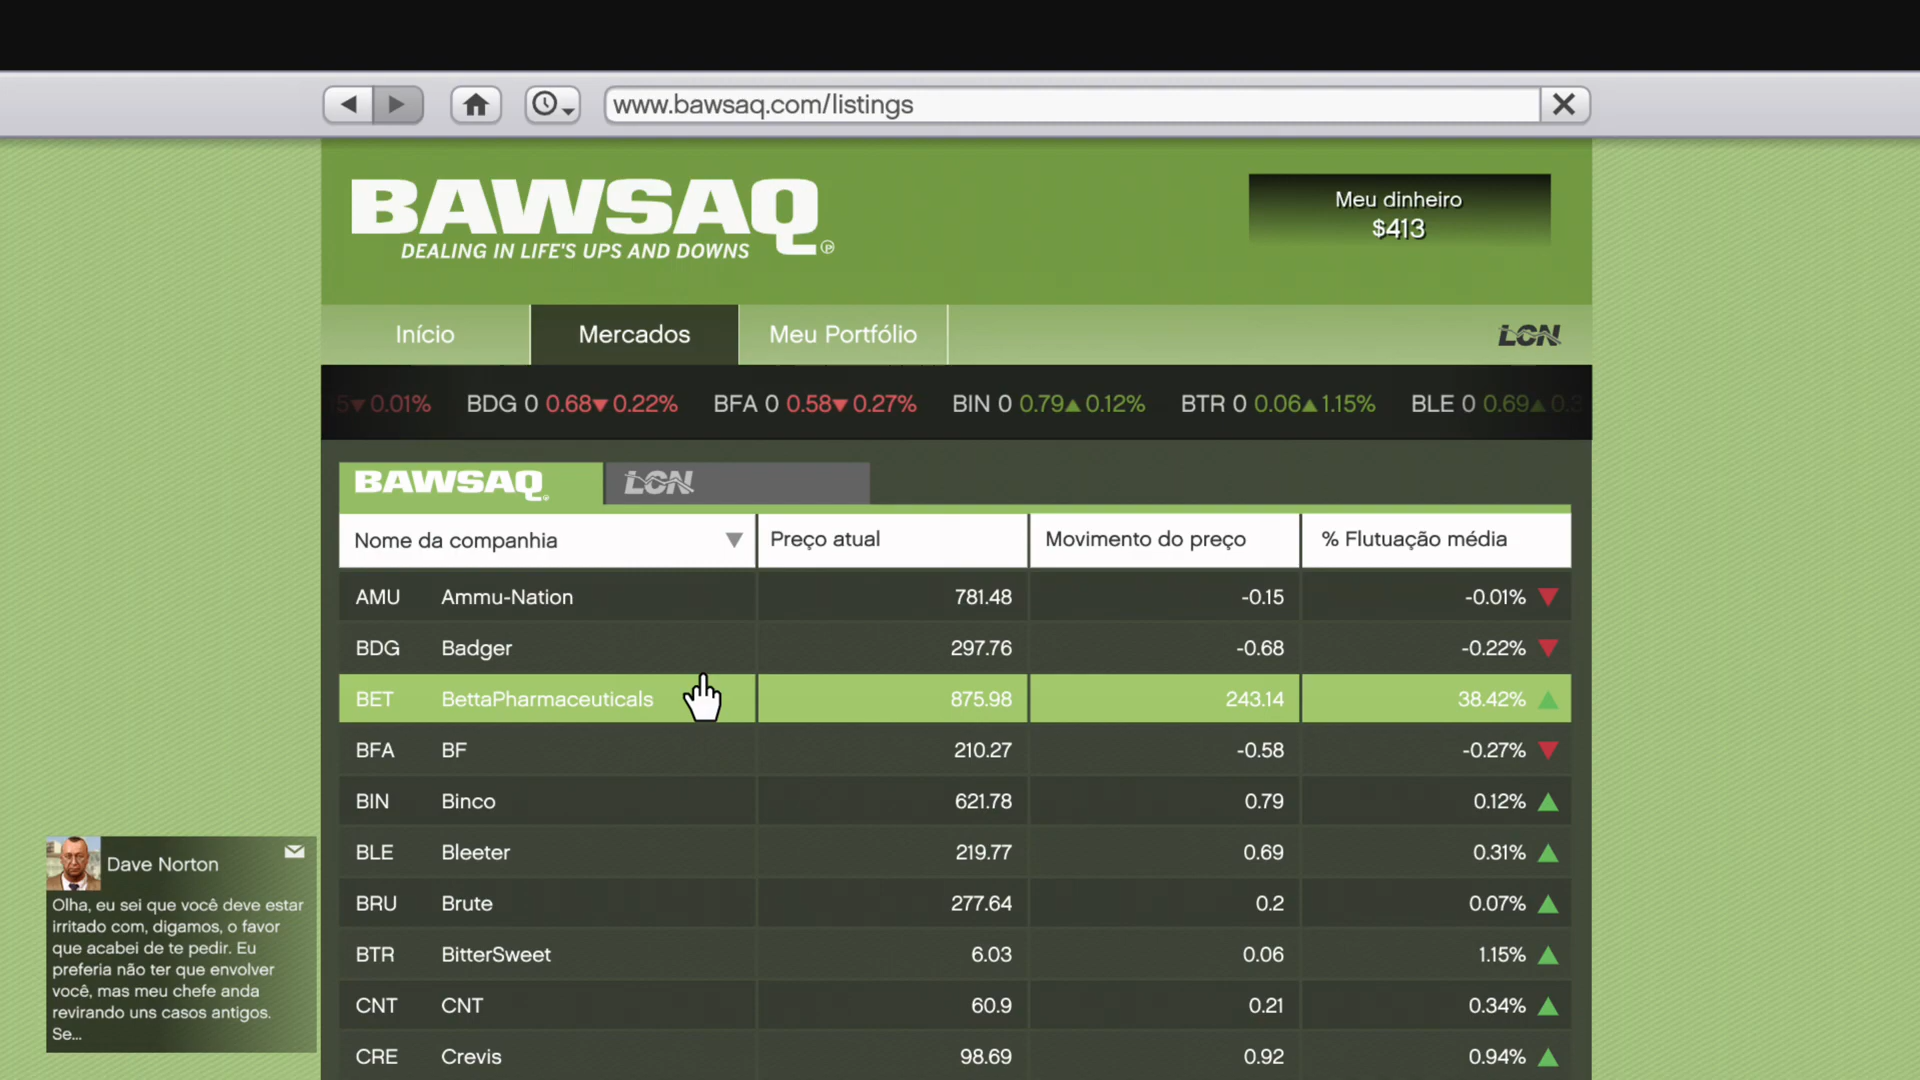 www.bawsaq.com/listings
BAWSAQ
DEALING IN LIFE'S UPS AND DOWNS
Meu dinheiro
$413
Início Mercados Meu Portfólio LCN
5▼0.01% BDG 0 0.68▼0.22% BFA 0 0.58▼0.27% BIN 0 0.79▲0.12% BTR 0 0.06▲1.15% BLE 0 0.69▲0.3
BAWSAQ LCN
Nome da companhia ▼ Preço atual Movimento do preço % Flutuação média
AMU Ammu-Nation 781.48 -0.15 -0.01% ▼
BDG Badger 297.76 -0.68 -0.22% ▼
BET BettaPharmaceuticals 875.98 243.14 38.42% ▲
BFA BF 210.27 -0.58 -0.27% ▼
BIN Binco 621.78 0.79 0.12% ▲
BLE Bleeter 219.77 0.69 0.31% ▲
BRU Brute 277.64 0.2 0.07% ▲
BTR BitterSweet 6.03 0.06 1.15% ▲
CNT CNT 60.9 0.21 0.34% ▲
CRE Crevis 98.69 0.92 0.94% ▲
Dave Norton
Olha, eu sei que você deve estar
irritado com, digamos, o favor
que acabei de te pedir. Eu
preferia não ter que envolver
você, mas meu chefe anda
revirando uns casos antigos.
Se...